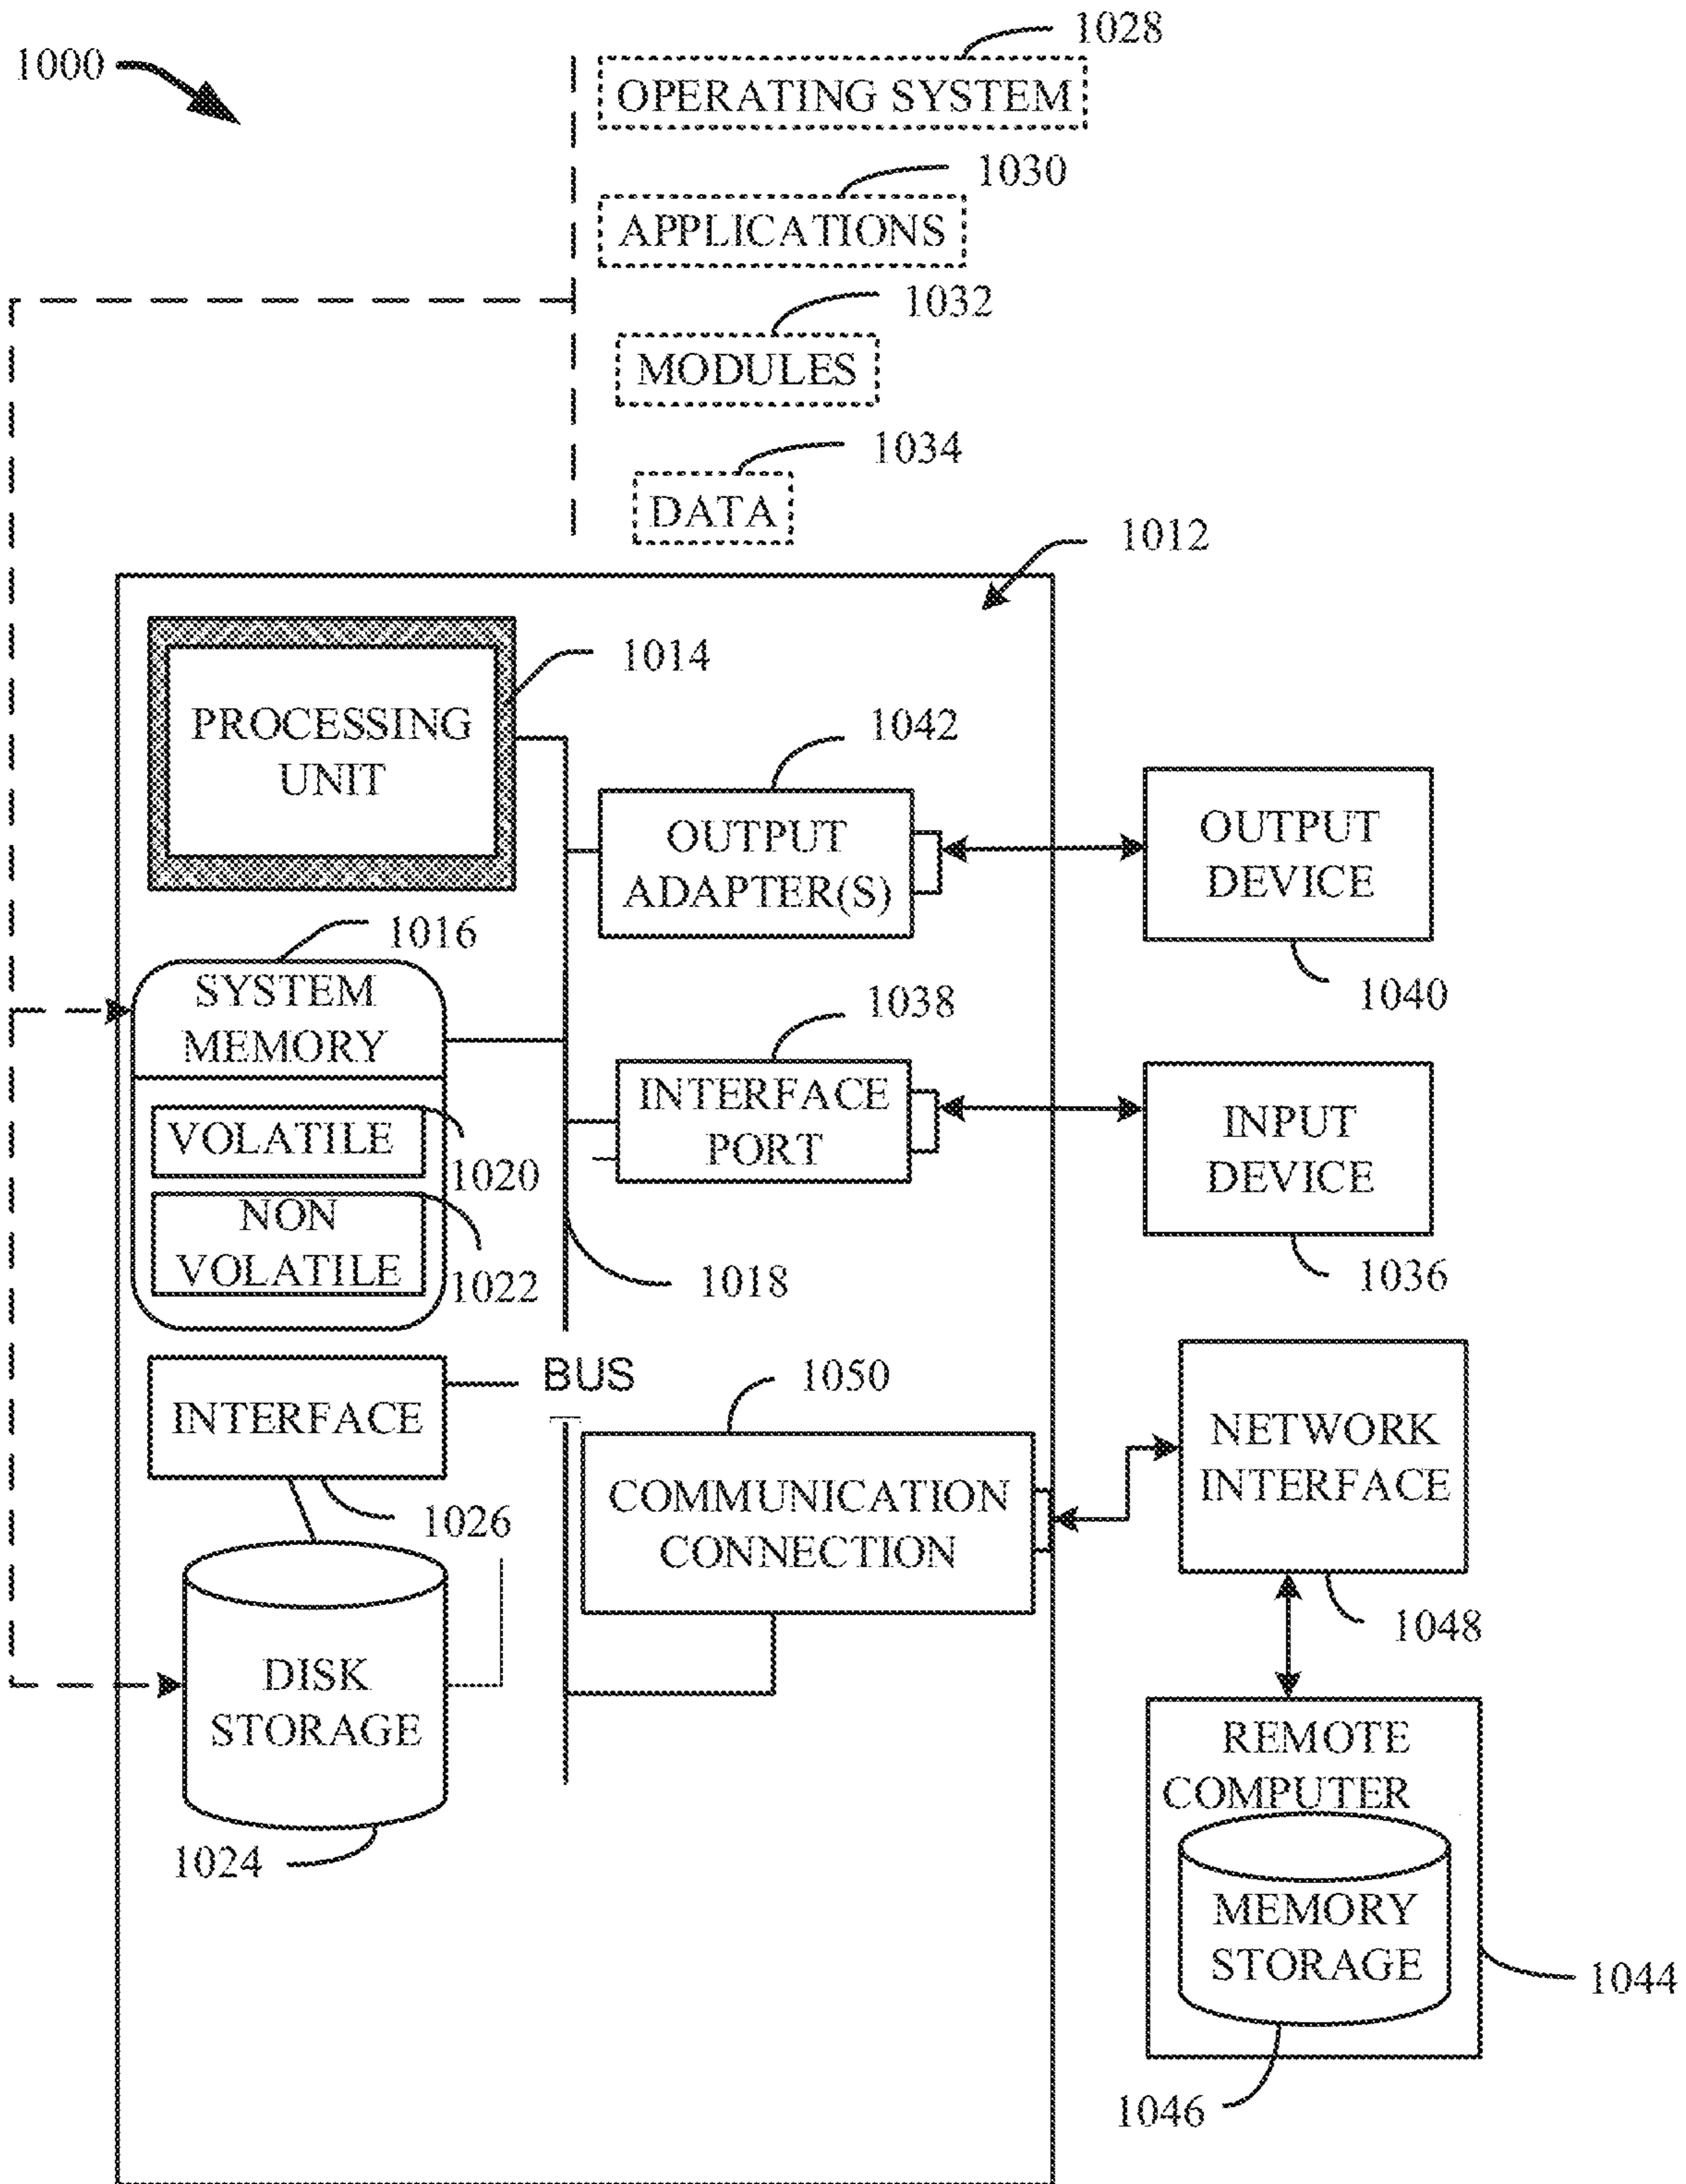 1000
1028
OPERATING SYSTEM
1030
APPLICATIONS
1032
MODULES
1034
DATA
1012
PROCESSING
UNIT
1014
1042
OUTPUT
ADAPTER(S)
OUTPUT
DEVICE
1040
1016
SYSTEM
MEMORY
VOLATILE
1020
NON
VOLATILE
1022
1038
INTERFACE
PORT
INPUT
DEVICE
1036
1018
BUS
INTERFACE
1026
1050
COMMUNICATION
CONNECTION
NETWORK
INTERFACE
1048
DISK
STORAGE
1024
REMOTE
COMPUTER
MEMORY
STORAGE
1044
1046